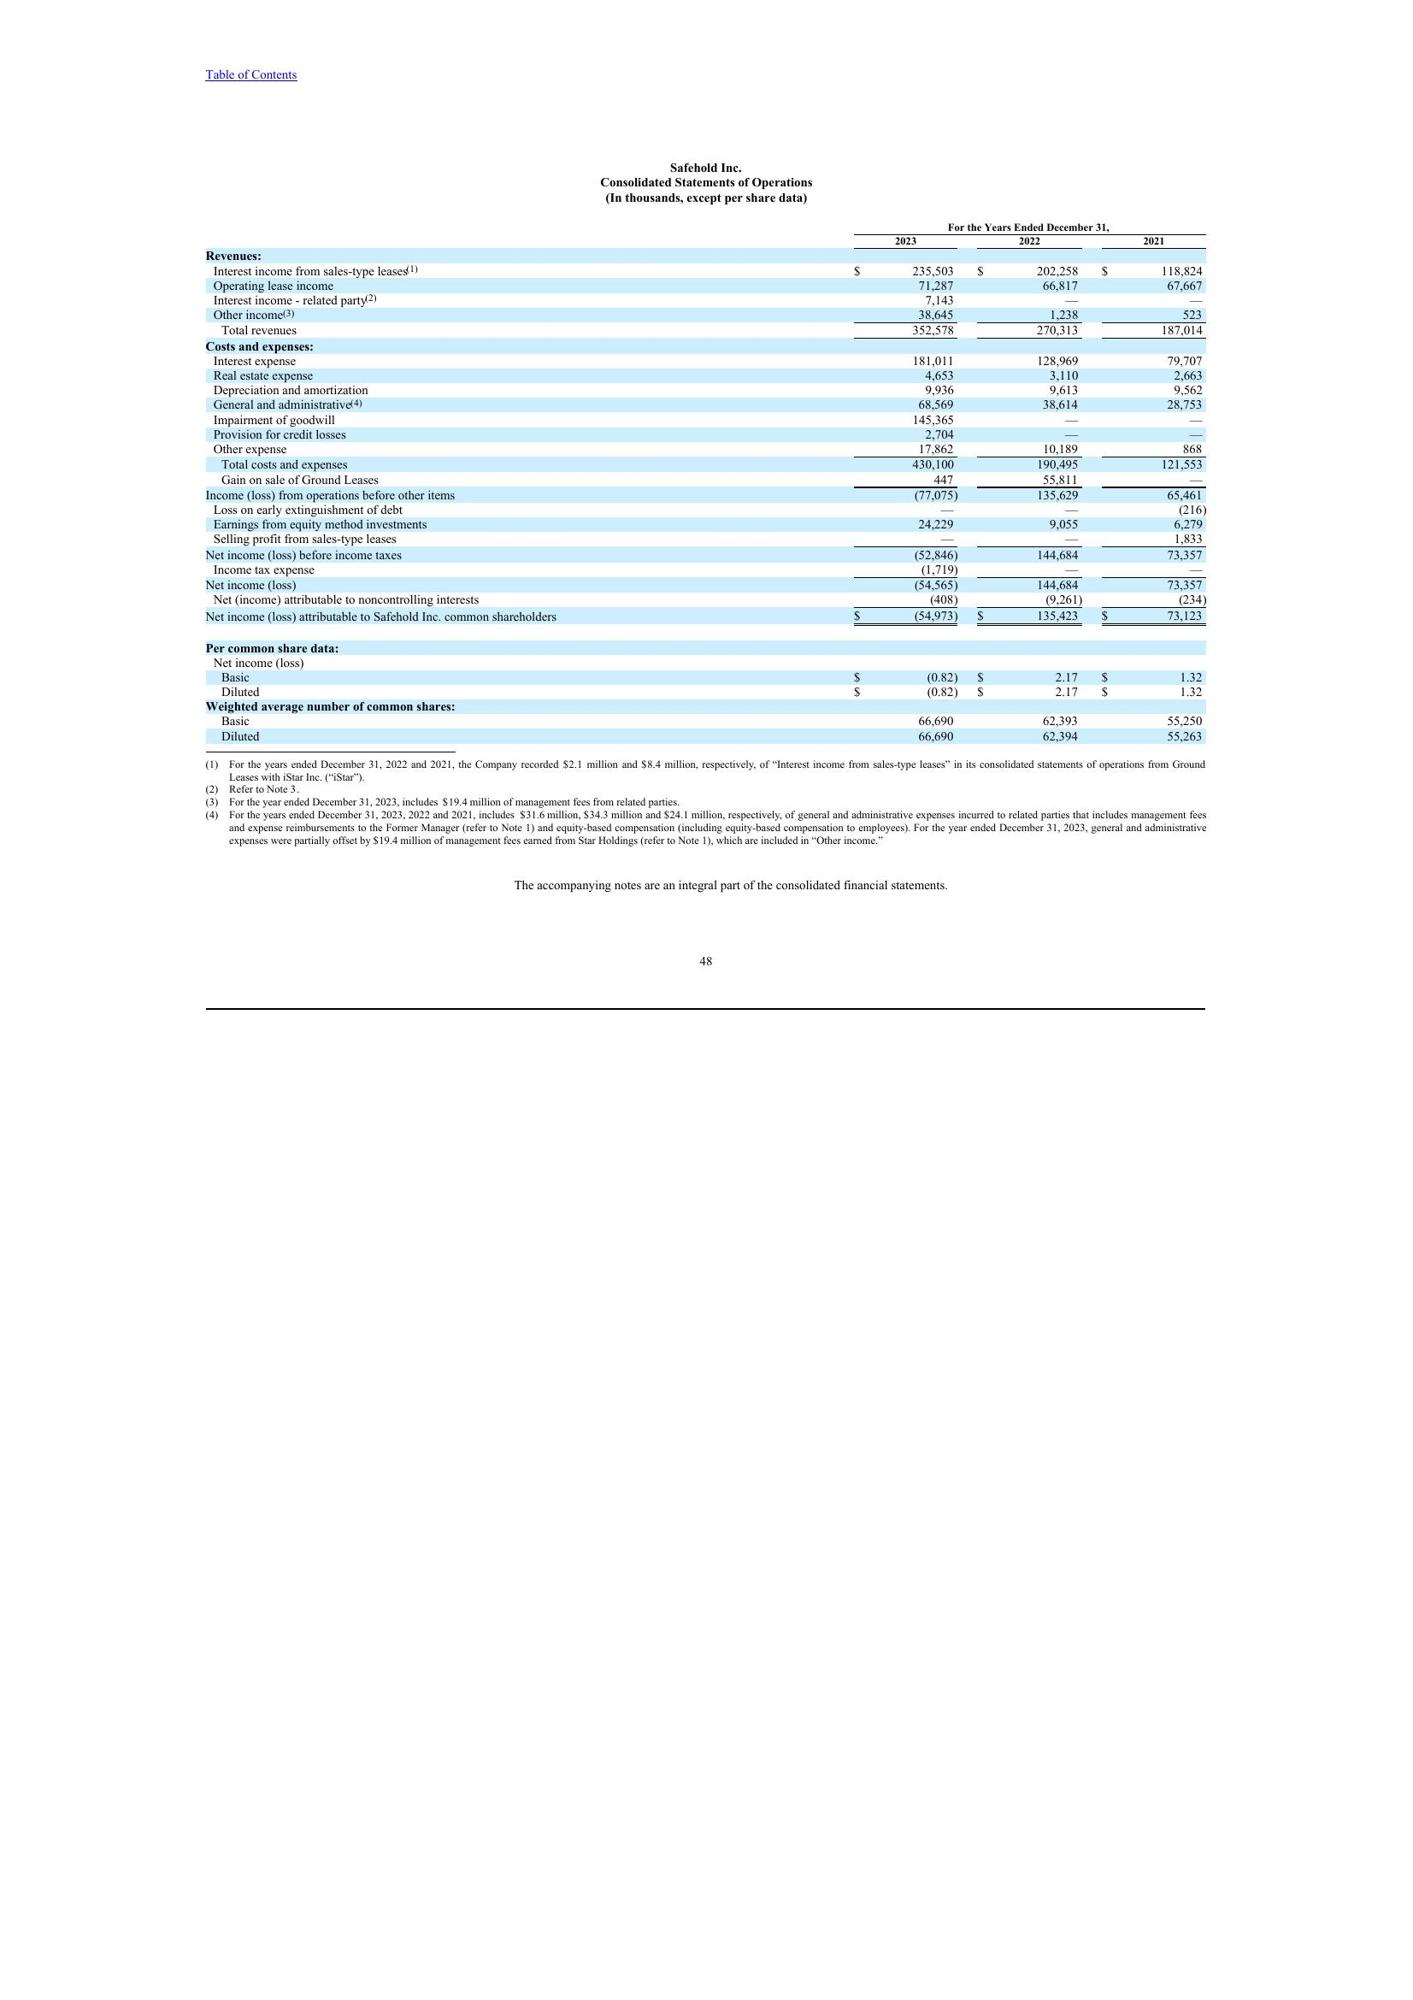 Table of Contents
Safehold Inc.
Consolidated Statements of Operations
(In thousands, except per share data)
For the Years Ended December 31,
2023 2022 2021
Revenues:
Interest income from sales-type leases(1) $ 235,503 $ 202,258 $ 118,824
Operating lease income 71,287 66,817 67,667
Interest income - related party(2) 7,143 — —
Other income(3) 38,645 1,238 523
Total revenues 352,578 270,313 187,014
Costs and expenses:
Interest expense 181,011 128,969 79,707
Real estate expense 4,653 3,110 2,663
Depreciation and amortization 9,936 9,613 9,562
General and administrative(4) 68,569 38,614 28,753
Impairment of goodwill 145,365 — —
Provision for credit losses 2,704 — —
Other expense 17,862 10,189 868
Total costs and expenses 430,100 190,495 121,553
Gain on sale of Ground Leases 447 55,811 —
Income (loss) from operations before other items (77,075) 135,629 65,461
Loss on early extinguishment of debt — — (216)
Earnings from equity method investments 24,229 9,055 6,279
Selling profit from sales-type leases — — 1,833
Net income (loss) before income taxes (52,846) 144,684 73,357
Income tax expense (1,719) — —
Net income (loss) (54,565) 144,684 73,357
Net (income) attributable to noncontrolling interests (408) (9,261) (234)
Net income (loss) attributable to Safehold Inc. common shareholders $ (54,973) $ 135,423 $ 73,123
Per common share data:
Net income (loss)
Basic $ (0.82) $ 2.17 $ 1.32
Diluted $ (0.82) $ 2.17 $ 1.32
Weighted average number of common shares:
Basic 66,690 62,393 55,250
Diluted 66,690 62,394 55,263
(1) For the years ended December 31, 2022 and 2021, the Company recorded $2.1 million and $8.4 million, respectively, of “Interest income from sales-type leases” in its consolidated statements of operations from Ground
Leases with iStar Inc. (“iStar”).
(2) Refer to Note 3.
(3) For the year ended December 31, 2023, includes $19.4 million of management fees from related parties.
(4) For the years ended December 31, 2023, 2022 and 2021, includes $31.6 million, $34.3 million and $24.1 million, respectively, of general and administrative expenses incurred to related parties that includes management fees
and expense reimbursements to the Former Manager (refer to Note 1) and equity-based compensation (including equity-based compensation to employees). For the year ended December 31, 2023, general and administrative
expenses were partially offset by $19.4 million of management fees earned from Star Holdings (refer to Note 1), which are included in “Other income.”
The accompanying notes are an integral part of the consolidated financial statements.
48